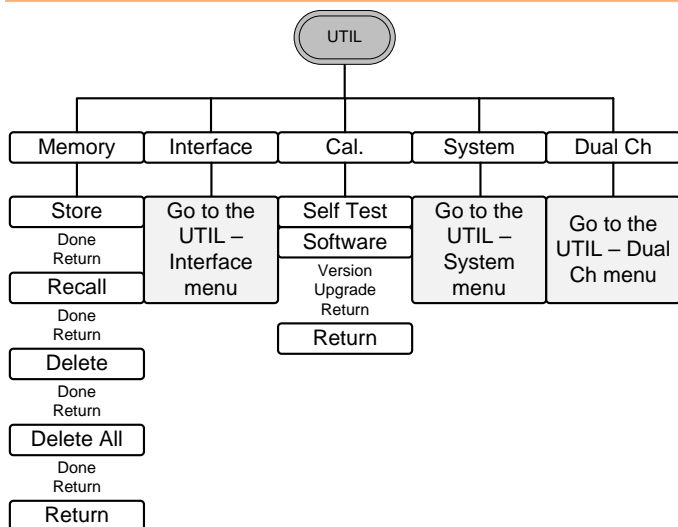 UTIL
Memory
Interface
Cal.
System
Dual Ch
Store
Done
Return
Recall
Done
Return
Delete
Done
Return
Delete All
Done
Return
Return
Go to the
UTIL –
Interface
menu
Self Test
Software
Version
Upgrade
Return
Return
Go to the
UTIL –
System
menu
Go to the
UTIL – Dual
Ch menu